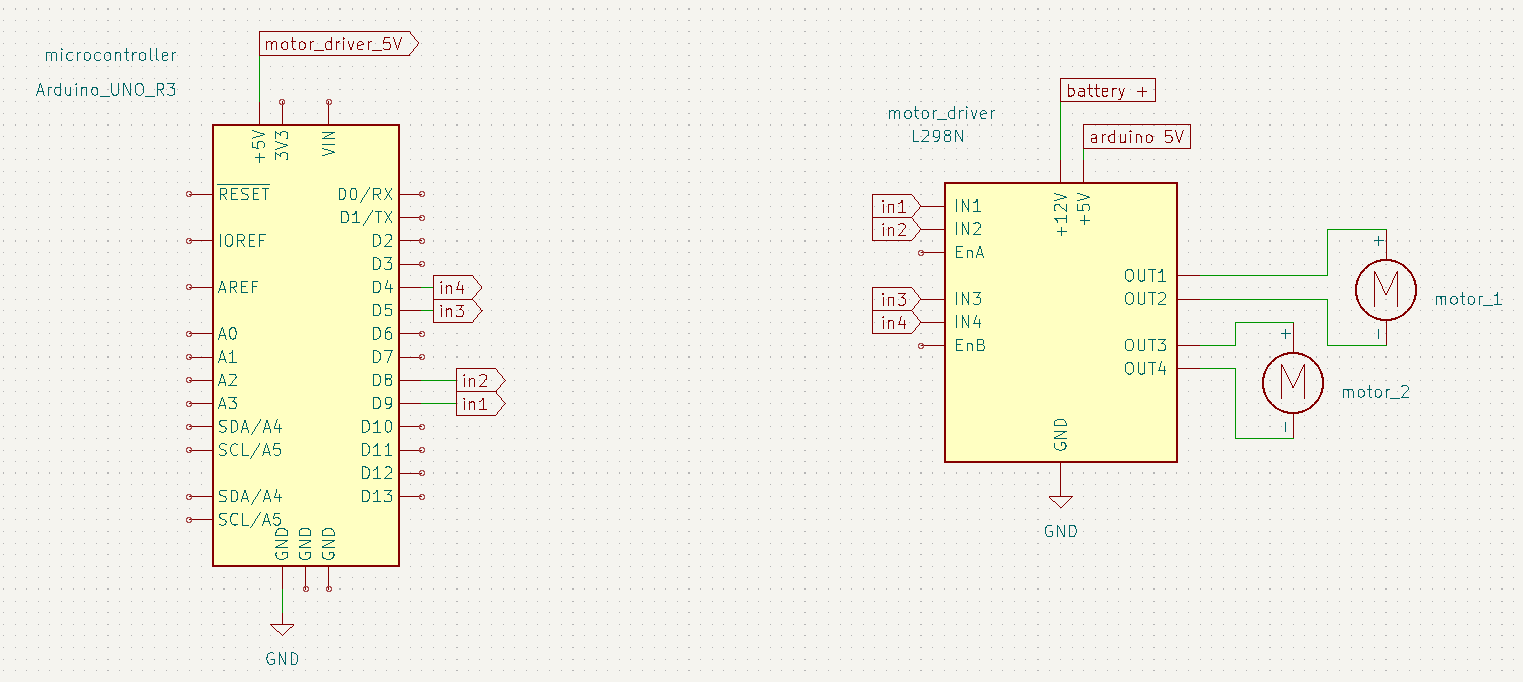 motor_driver_5V
microcontroller
Arduino_UNO_R3
+5V
3V3
VIN
RESET
IOREF
AREF
A0
A1
A2
A3
SDA/A4
SCL/A5
SDA/A4
SCL/A5
D0/RX
D1/TX
D2
D3
D4
D5
D6
D7
D8
D9
D10
D11
D12
D13
in4
in3
in2
in1
GND
GND
GND
GND
battery +
arduino 5V
motor_driver
L298N
+12V
+5V
in1
in2
in3
in4
IN1
IN2
EnA
IN3
IN4
EnB
OUT1
OUT2
OUT3
OUT4
GND
GND
+
M
-
motor_1
+
M
-
motor_2